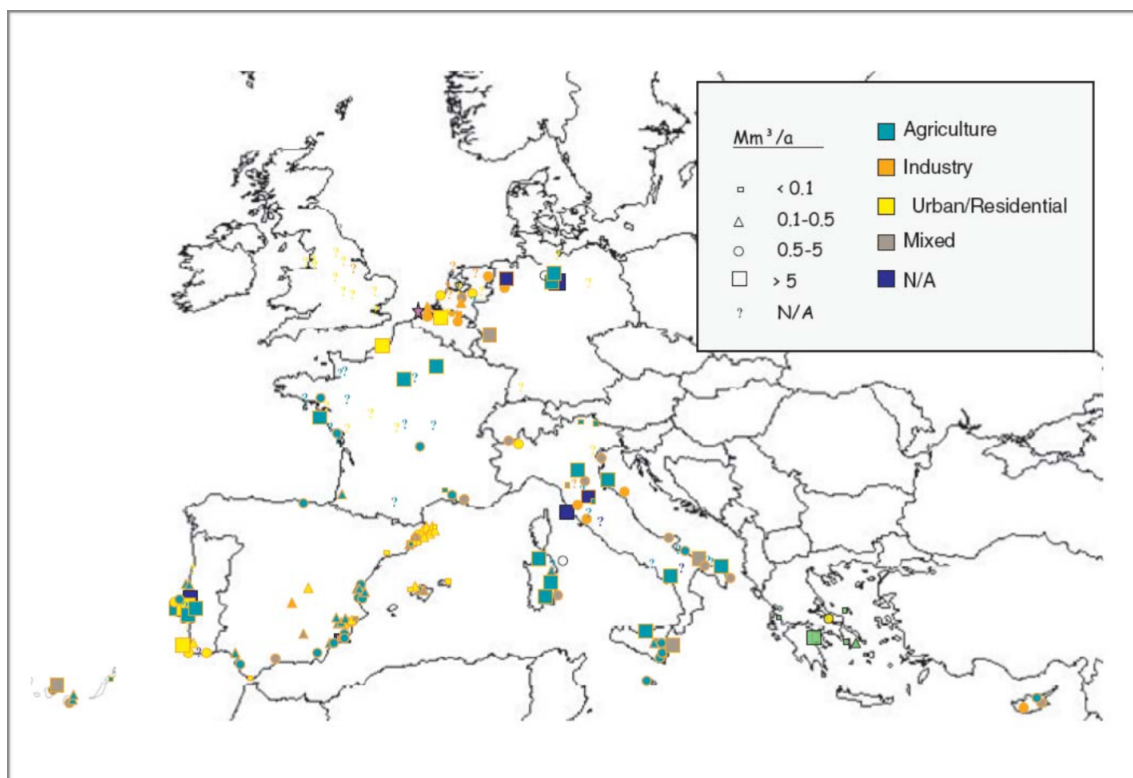 Mm³/a
< 0.1
0.1-0.5
0.5-5
> 5
? N/A
Agriculture
Industry
Urban/Residential
Mixed
N/A